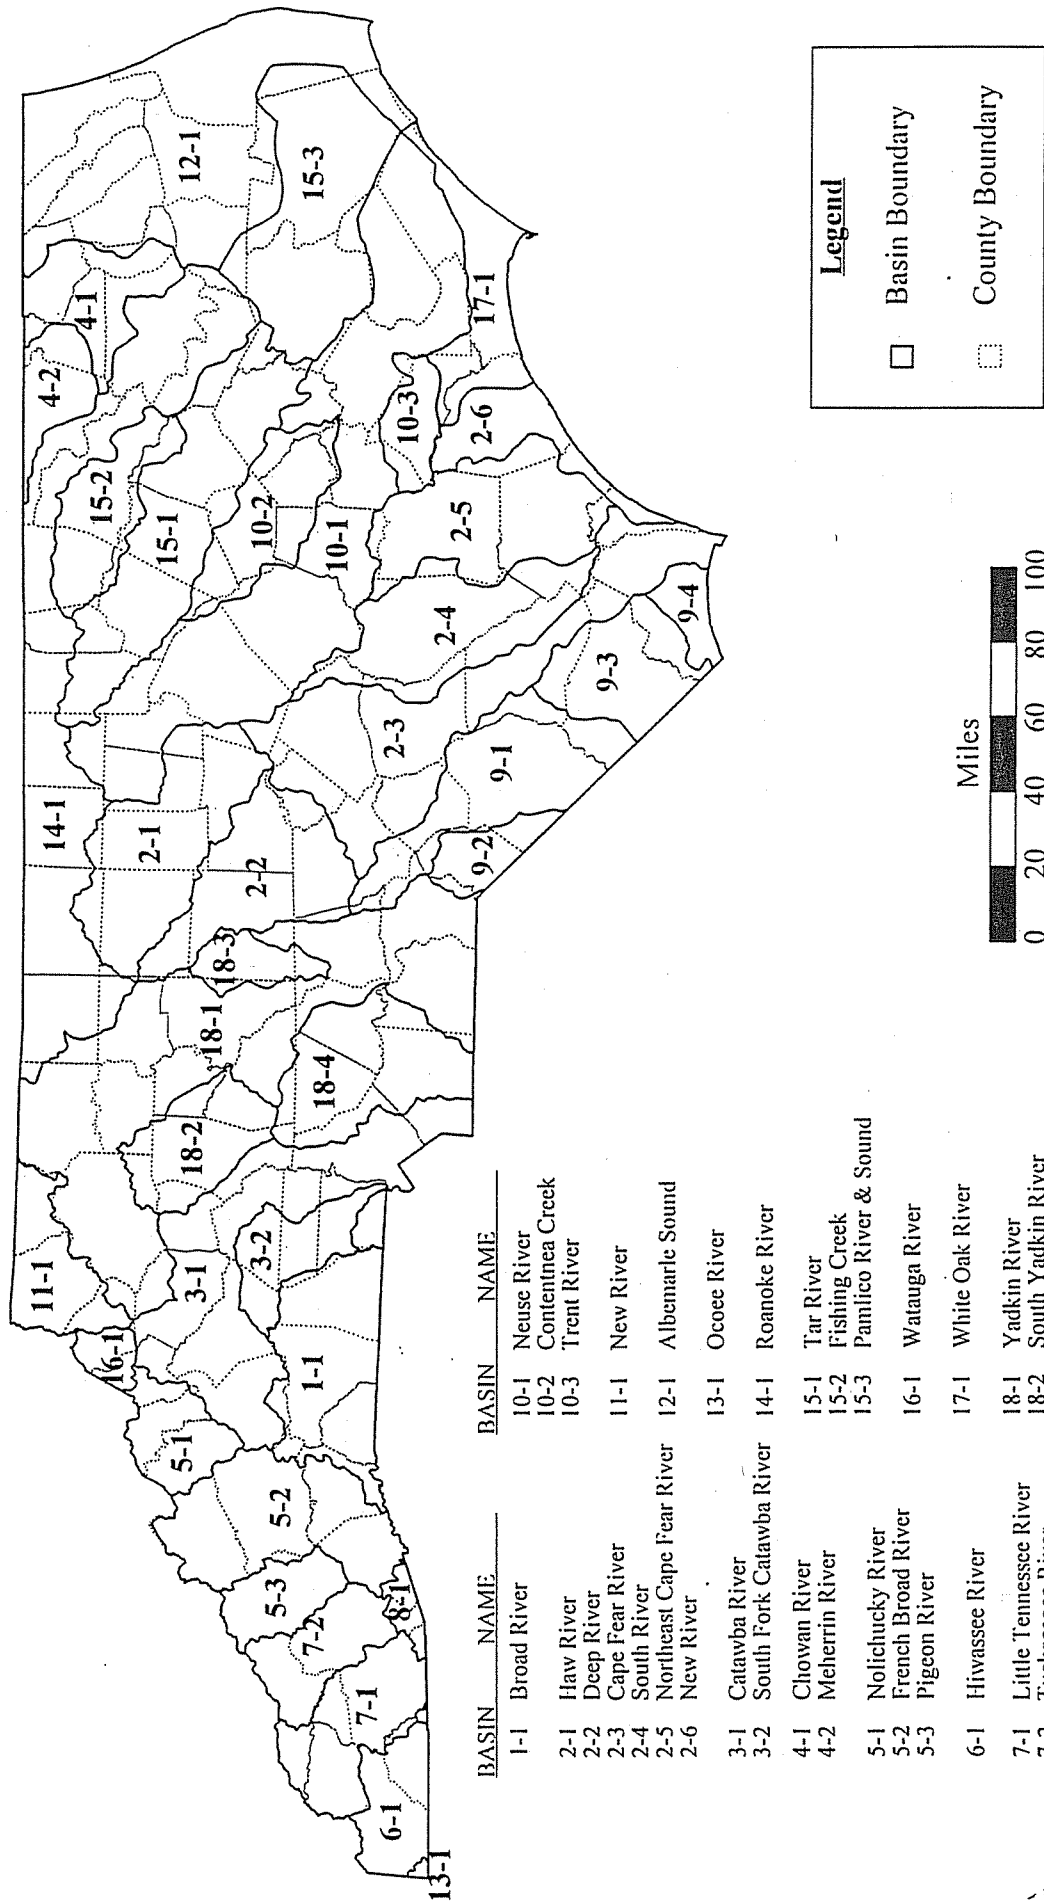 14-1
4-2
4-1
12-1
11-1
15-2
15-1
16-1
2-1
18-2
18-1
18-3
2-2
10-2
15-3
5-1
3-1
3-2
5-2
1-1
18-4
10-1
5-3
7-2
10-3
2-3
2-4
2-5
2-6
17-1
8-1
7-1
6-1
13-1
9-2
9-1
9-3
9-4
BASIN NAME
1-1 Broad River
2-1 Haw River
2-2 Deep River
2-3 Cape Fear River
2-4 South River
2-5 Northeast Cape Fear River
2-6 New River
3-1 Catawba River
3-2 South Fork Catawba River
4-1 Chowan River
4-2 Meherrin River
5-1 Nolichucky River
5-2 French Broad River
5-3 Pigeon River
6-1 Hiwassee River
7-1 Little Tennessee River
BASIN NAME
10-1 Neuse River
10-2 Contentnea Creek
10-3 Trent River
11-1 New River
12-1 Albemarle Sound
13-1 Ocoee River
14-1 Roanoke River
15-1 Tar River
15-2 Fishing Creek
15-3 Pamlico River & Sound
16-1 Watauga River
17-1 White Oak River
18-1 Yadkin River
18-2 South Yadkin River
Miles
0 20 40 60 80 100
Legend
Basin Boundary
County Boundary